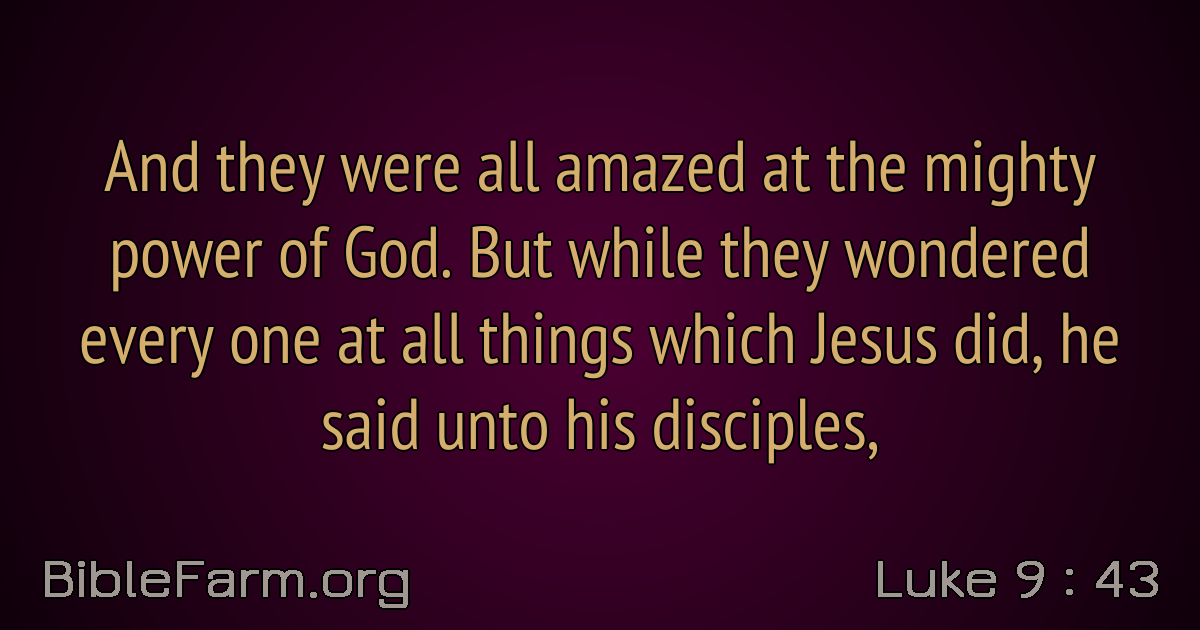 And they were all amazed at the mighty
power of God. But while they wondered
every one at all things which Jesus did, he
said unto his disciples,
BibleFarm.org
Luke 9 : 43